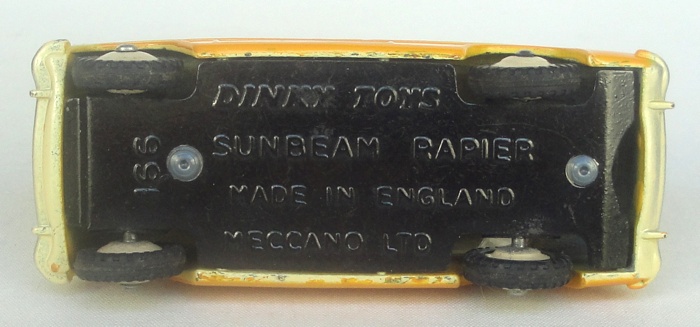 DINKY TOYS
SUNBEAM RAPIER
MADE IN ENGLAND
MECCANO LTD
166